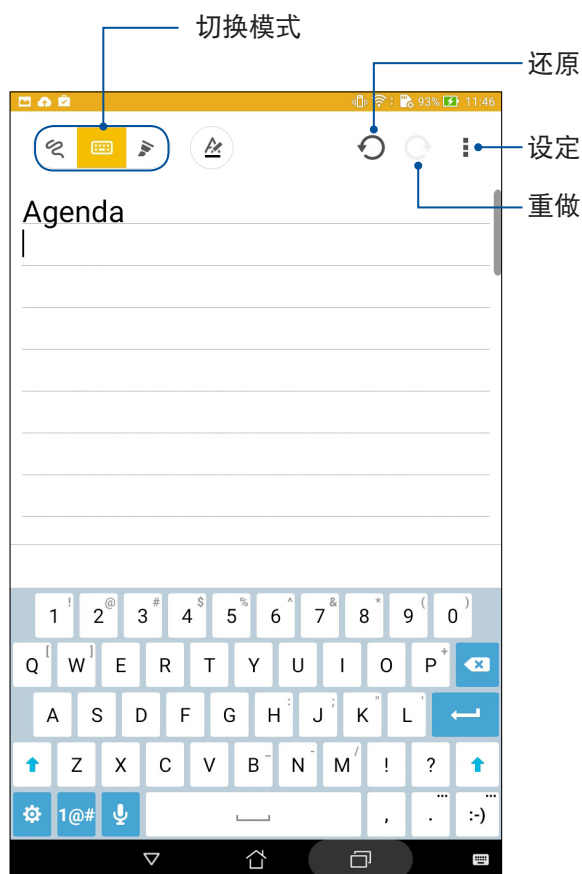 切换模式
还原
93% 11:46
设定
重做
Agenda
1 ! 2 @ 3 # 4 $ 5 % 6 ^ 7 & 8 * 9 ( 0 )
Q [ W ] E R T Y U I O P +
A S D F G H : J ; K " L '
Z X C V B _ N - M / ! ?
1@# , . ... :-) ...